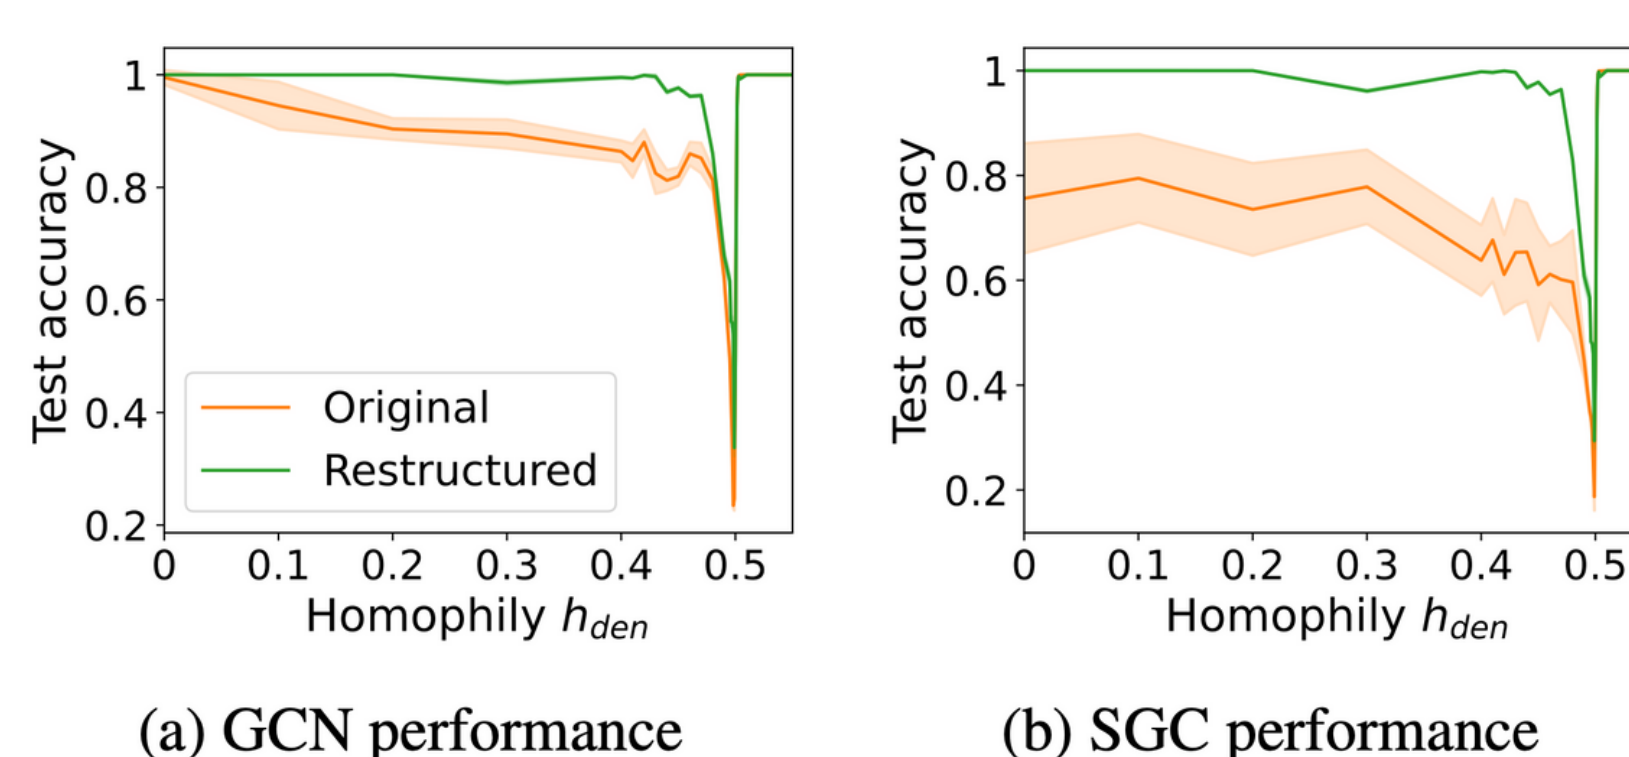 Test accuracy
1
0.8
0.6
0.4
0.2
Original
Restructured
0 0.1 0.2 0.3 0.4 0.5
Homophily h_den
(a) GCN performance
Test accuracy
1
0.8
0.6
0.4
0.2
0 0.1 0.2 0.3 0.4 0.5
Homophily h_den
(b) SGC performance